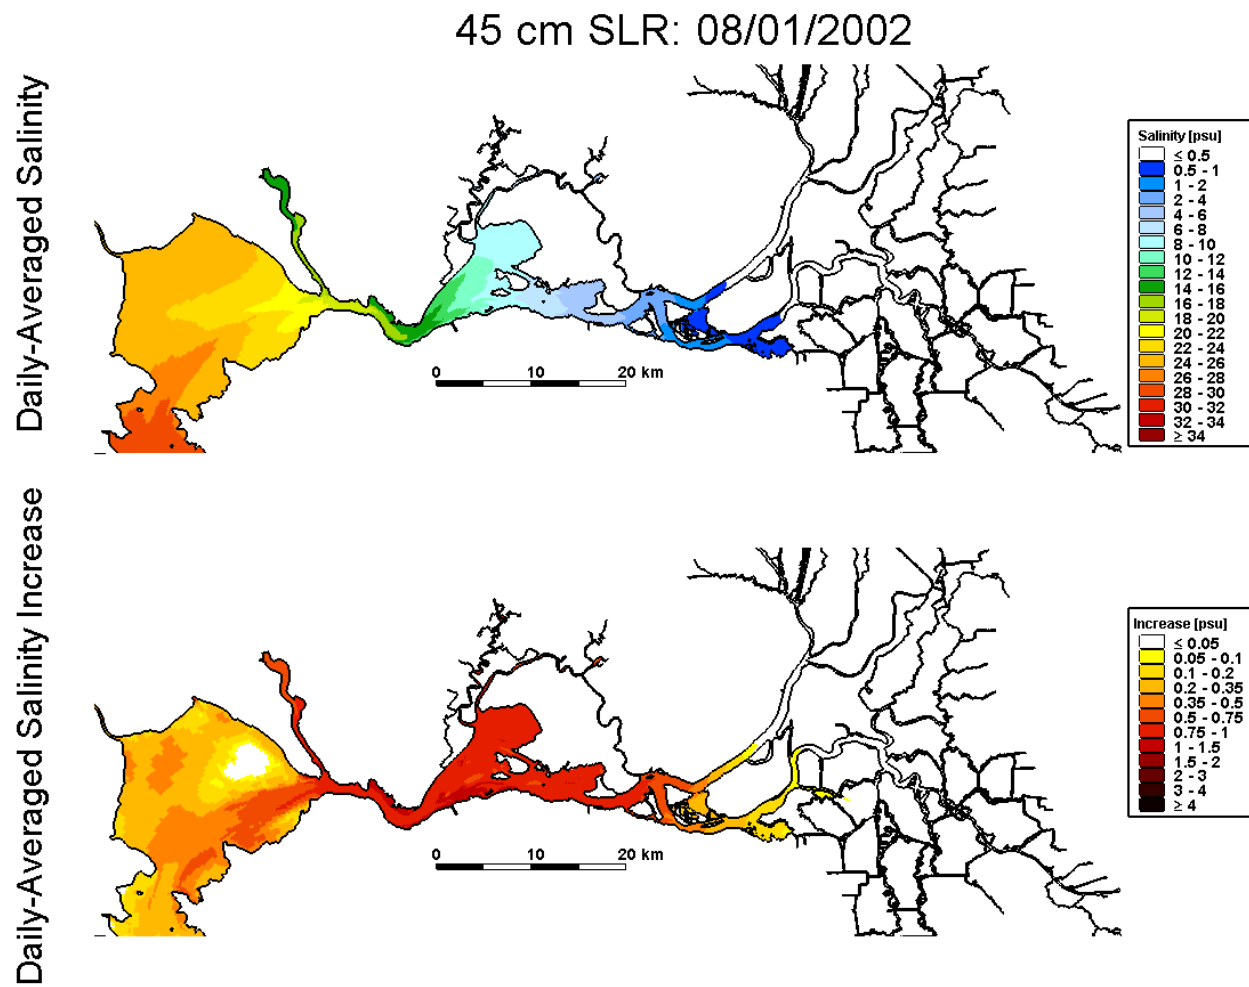 45 cm SLR: 08/01/2002
Daily-Averaged Salinity
Salinity [psu]
≤ 0.5
0.5 - 1
1 - 2
2 - 4
4 - 6
6 - 8
8 - 10
10 - 12
12 - 14
14 - 16
16 - 18
18 - 20
20 - 22
22 - 24
24 - 26
26 - 28
28 - 30
30 - 32
32 - 34
≥ 34
0 10 20 km
Daily-Averaged Salinity Increase
Increase [psu]
≤ 0.05
0.05 - 0.1
0.1 - 0.2
0.2 - 0.35
0.35 - 0.5
0.5 - 0.75
0.75 - 1
1 - 1.5
1.5 - 2
2 - 3
3 - 4
≥ 4
0 10 20 km